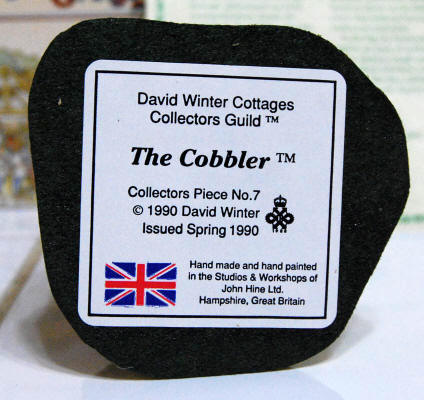 David Winter Cottages
Collectors Guild ™
The Cobbler ™
Collectors Piece No.7
© 1990 David Winter
Issued Spring 1990
Hand made and hand painted
in the Studios & Workshops of
John Hine Ltd.
Hampshire, Great Britain